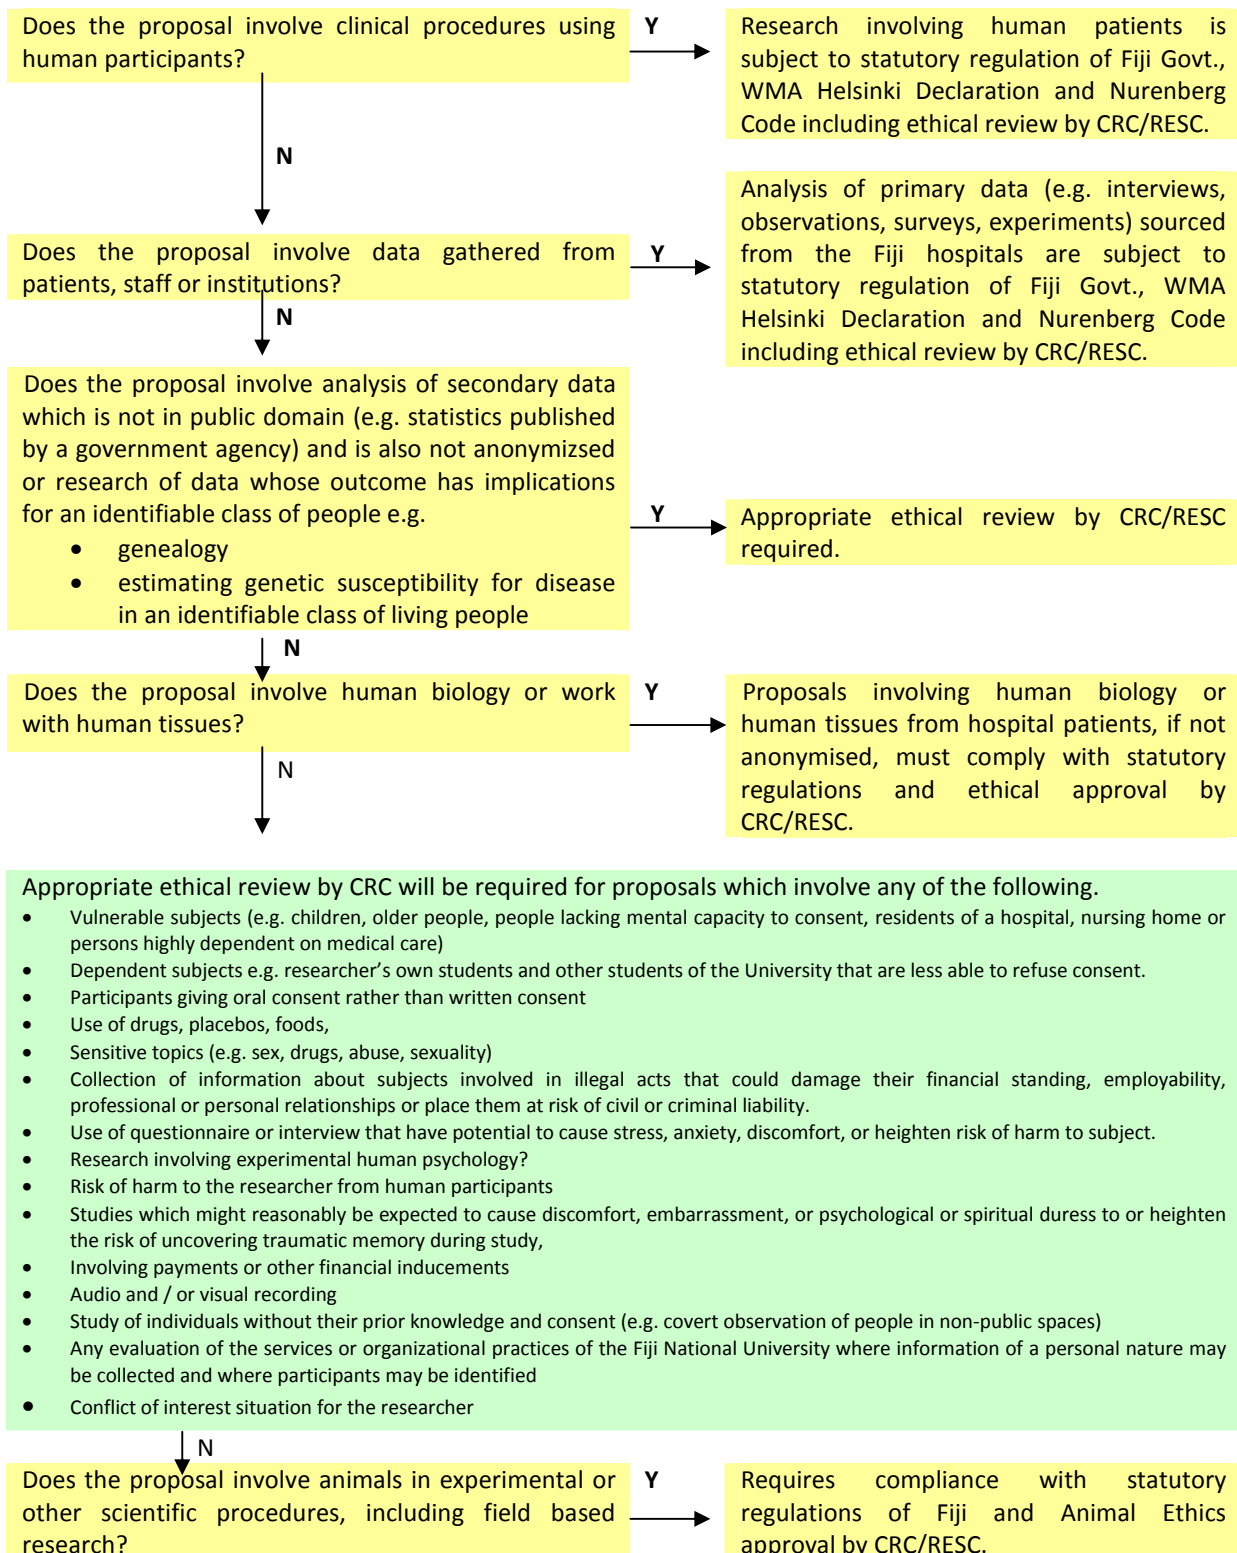 Does the proposal involve clinical procedures using
human participants?
Y
Research involving human patients is
subject to statutory regulation of Fiji Govt.,
WMA Helsinki Declaration and Nurenberg
Code including ethical review by CRC/RESC.
N
Does the proposal involve data gathered from
patients, staff or institutions?
Y
Analysis of primary data (e.g. interviews,
observations, surveys, experiments) sourced
from the Fiji hospitals are subject to
statutory regulation of Fiji Govt., WMA
Helsinki Declaration and Nurenberg Code
including ethical review by CRC/RESC.
N
Does the proposal involve analysis of secondary data
which is not in public domain (e.g. statistics published
by a government agency) and is also not anonymizsed
or research of data whose outcome has implications
for an identifiable class of people e.g.
• genealogy
• estimating genetic susceptibility for disease
in an identifiable class of living people
Y
Appropriate ethical review by CRC/RESC
required.
N
Does the proposal involve human biology or work
with human tissues?
Y
Proposals involving human biology or
human tissues from hospital patients, if not
anonymised, must comply with statutory
regulations and ethical approval by
CRC/RESC.
N
Appropriate ethical review by CRC will be required for proposals which involve any of the following.
• Vulnerable subjects (e.g. children, older people, people lacking mental capacity to consent, residents of a hospital, nursing home or
persons highly dependent on medical care)
• Dependent subjects e.g. researcher's own students and other students of the University that are less able to refuse consent.
• Participants giving oral consent rather than written consent
• Use of drugs, placebos, foods,
• Sensitive topics (e.g. sex, drugs, abuse, sexuality)
• Collection of information about subjects involved in illegal acts that could damage their financial standing, employability,
professional or personal relationships or place them at risk of civil or criminal liability.
• Use of questionnaire or interview that have potential to cause stress, anxiety, discomfort, or heighten risk of harm to subject.
• Research involving experimental human psychology?
• Risk of harm to the researcher from human participants
• Studies which might reasonably be expected to cause discomfort, embarrassment, or psychological or spiritual duress to or heighten
the risk of uncovering traumatic memory during study,
• Involving payments or other financial inducements
• Audio and / or visual recording
• Study of individuals without their prior knowledge and consent (e.g. covert observation of people in non-public spaces)
• Any evaluation of the services or organizational practices of the Fiji National University where information of a personal nature may
be collected and where participants may be identified
• Conflict of interest situation for the researcher
N
Does the proposal involve animals in experimental or
other scientific procedures, including field based
research?
Y
Requires compliance with statutory
regulations of Fiji and Animal Ethics
approval by CRC/RESC.